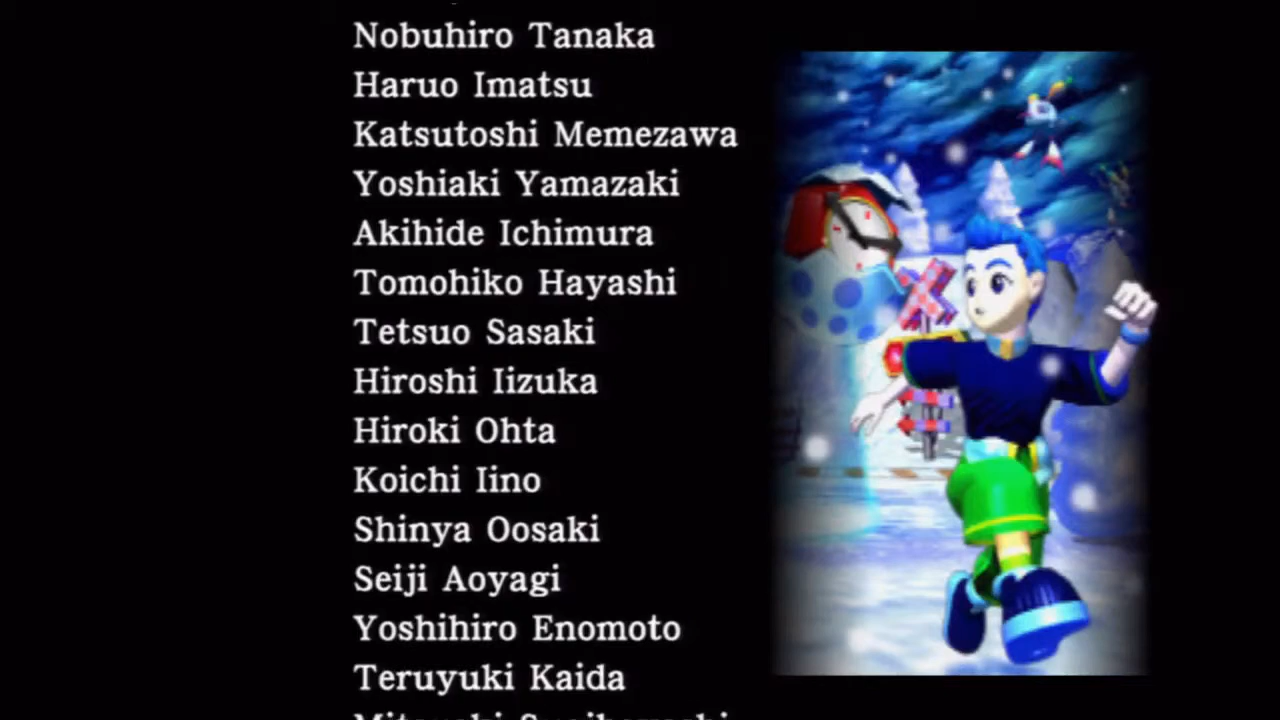 Nobuhiro Tanaka
Haruo Imatsu
Katsutoshi Memezawa
Yoshiaki Yamazaki
Akihide Ichimura
Tomohiko Hayashi
Tetsuo Sasaki
Hiroshi Iizuka
Hiroki Ohta
Koichi Iino
Shinya Oosaki
Seiji Aoyagi
Yoshihiro Enomoto
Teruyuki Kaida